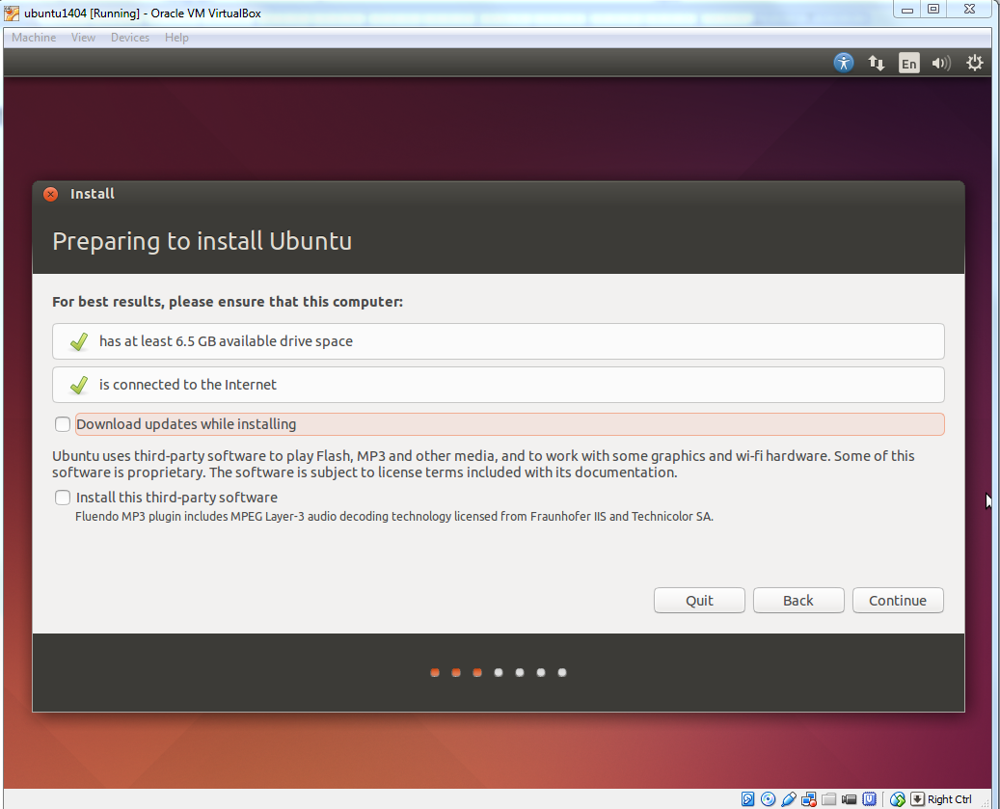 ubuntu1404 [Running] - Oracle VM VirtualBox
Machine View Devices Help
En
Install
Preparing to install Ubuntu
For best results, please ensure that this computer:
has at least 6.5 GB available drive space
is connected to the Internet
Download updates while installing
Ubuntu uses third-party software to play Flash, MP3 and other media, and to work with some graphics and wi-fi hardware. Some of this
software is proprietary. The software is subject to license terms included with its documentation.
Install this third-party software
Fluendo MP3 plugin includes MPEG Layer-3 audio decoding technology licensed from Fraunhofer IIS and Technicolor SA.
Quit Back Continue
Right Ctrl